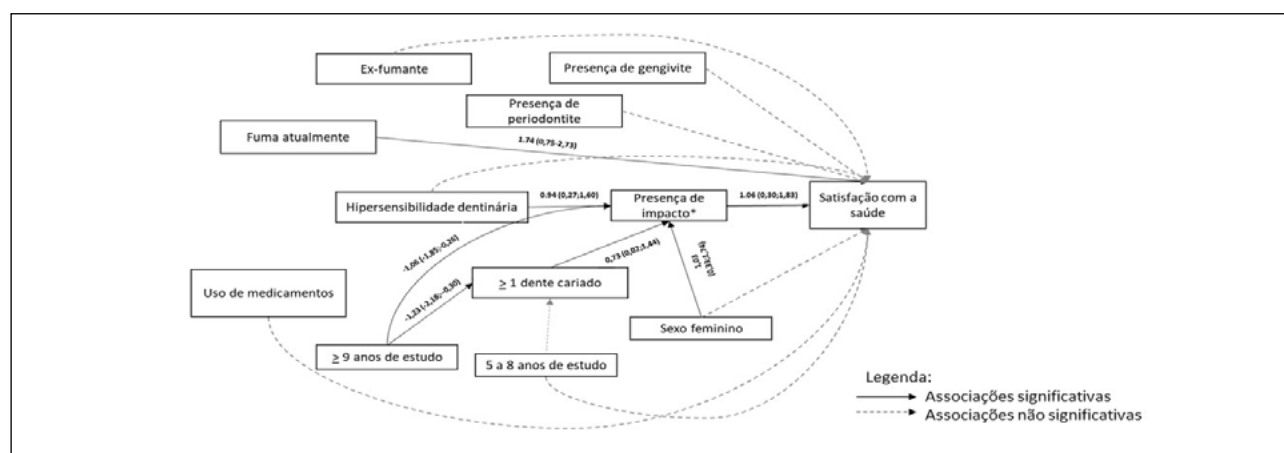 Ex-fumante
Presença de gengivite
Presença de
periodontite
Fuma atualmente
1.74 (0,75-2,73)
Hipersensibilidade dentinária
0.94 (0,27;1,60)
Presença de
impacto*
1.06 (0,30;1,83)
Satisfação com a
saúde
-1,06 (-1,85;-0,26)
0,73 (0,02;1,44)
1,03
Uso de medicamentos
-1,23 (-2,18;-0,30)
≥ 1 dente cariado
Sexo feminino
≥ 9 anos de estudo
5 a 8 anos de estudo
Legenda:
Associações significativas
Associações não significativas